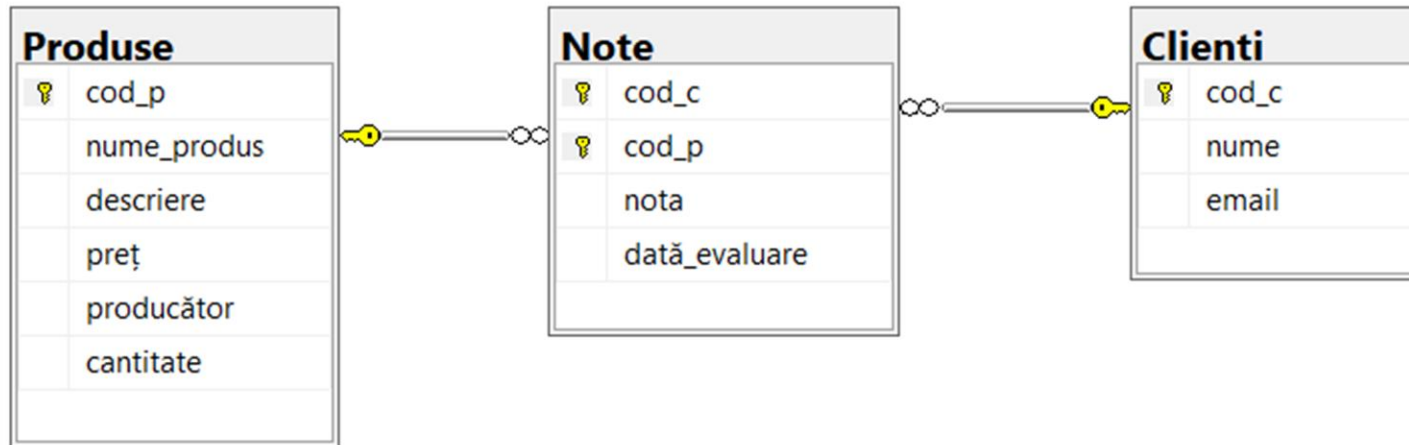 Produse
cod_p
nume_produs
descriere
preț
producător
cantitate
Note
cod_c
cod_p
nota
dată_evaluare
Clienti
cod_c
nume
email